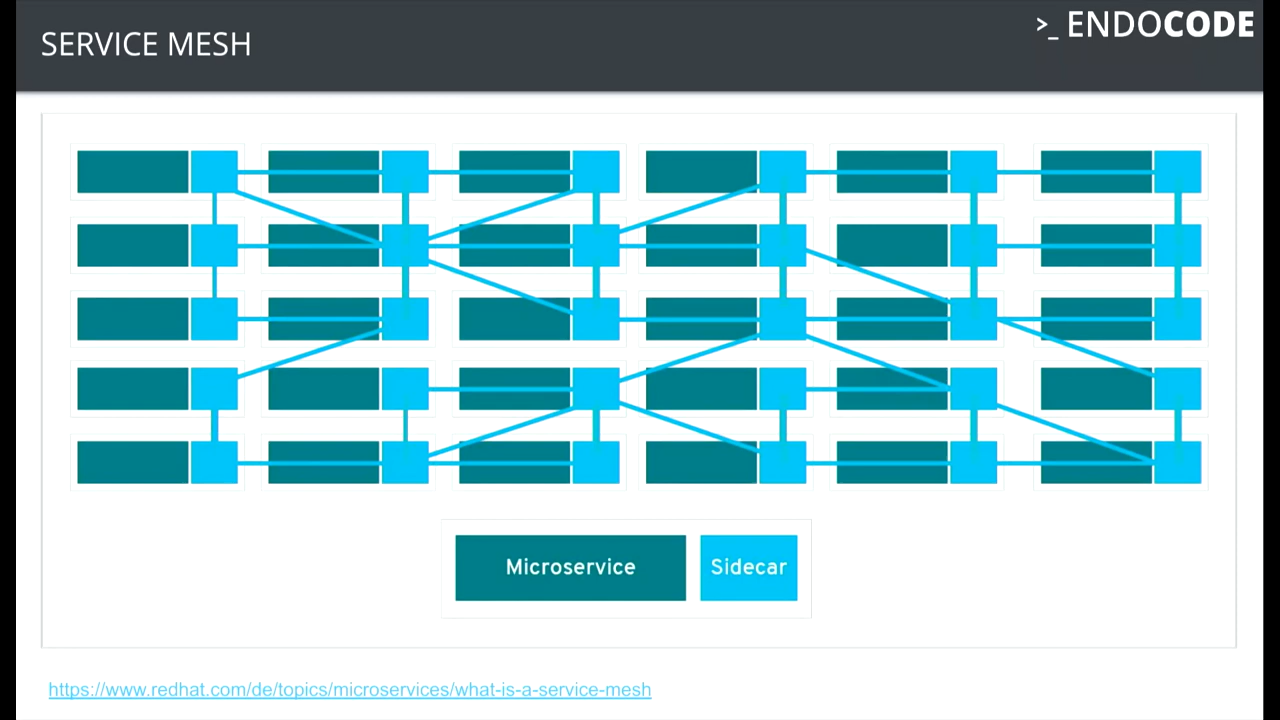 SERVICE MESH
>_ ENDOCODE
Microservice
Sidecar
https://www.redhat.com/de/topics/microservices/what-is-a-service-mesh